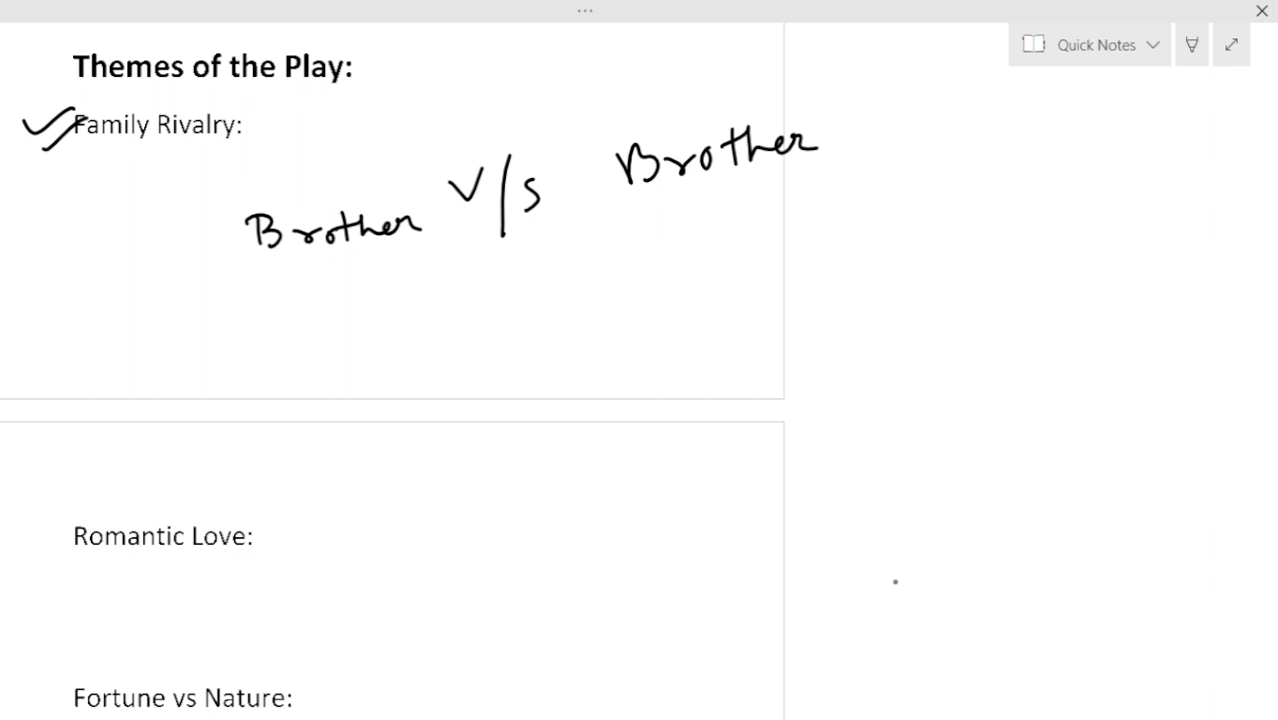 Quick Notes
Themes of the Play:
Family Rivalry:
Brother V/s Brother
Romantic Love:
Fortune vs Nature: